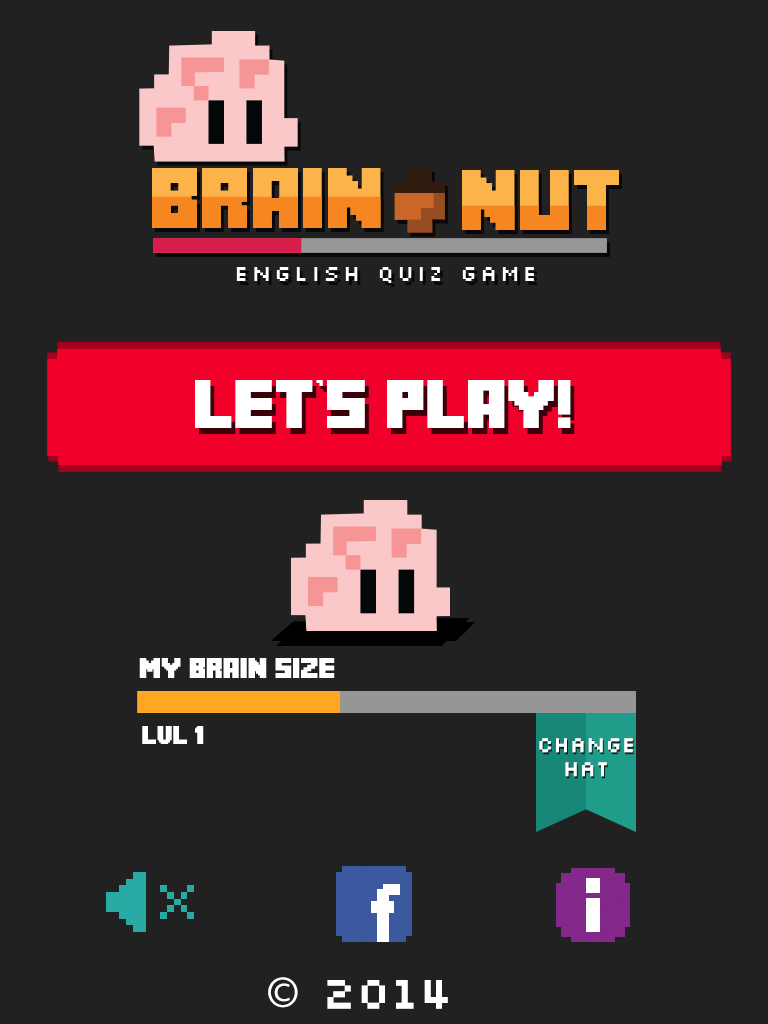 BRAIN NUT
ENGLISH QUIZ GAME
LET'S PLAY!
MY BRAIN SIZE
LVL 1
CHANGE
HAT
f
i
© 2014